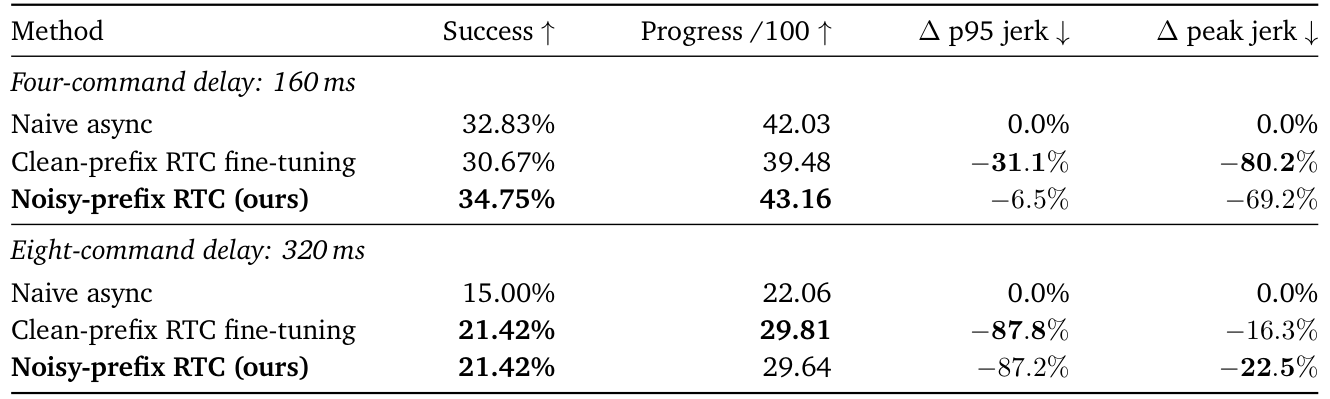 Method Success ↑ Progress /100 ↑ Δ p95 jerk ↓ Δ peak jerk ↓
Four-command delay: 160 ms
Naive async 32.83% 42.03 0.0% 0.0%
Clean-prefix RTC fine-tuning 30.67% 39.48 −31.1% −80.2%
Noisy-prefix RTC (ours) 34.75% 43.16 −6.5% −69.2%
Eight-command delay: 320 ms
Naive async 15.00% 22.06 0.0% 0.0%
Clean-prefix RTC fine-tuning 21.42% 29.81 −87.8% −16.3%
Noisy-prefix RTC (ours) 21.42% 29.64 −87.2% −22.5%